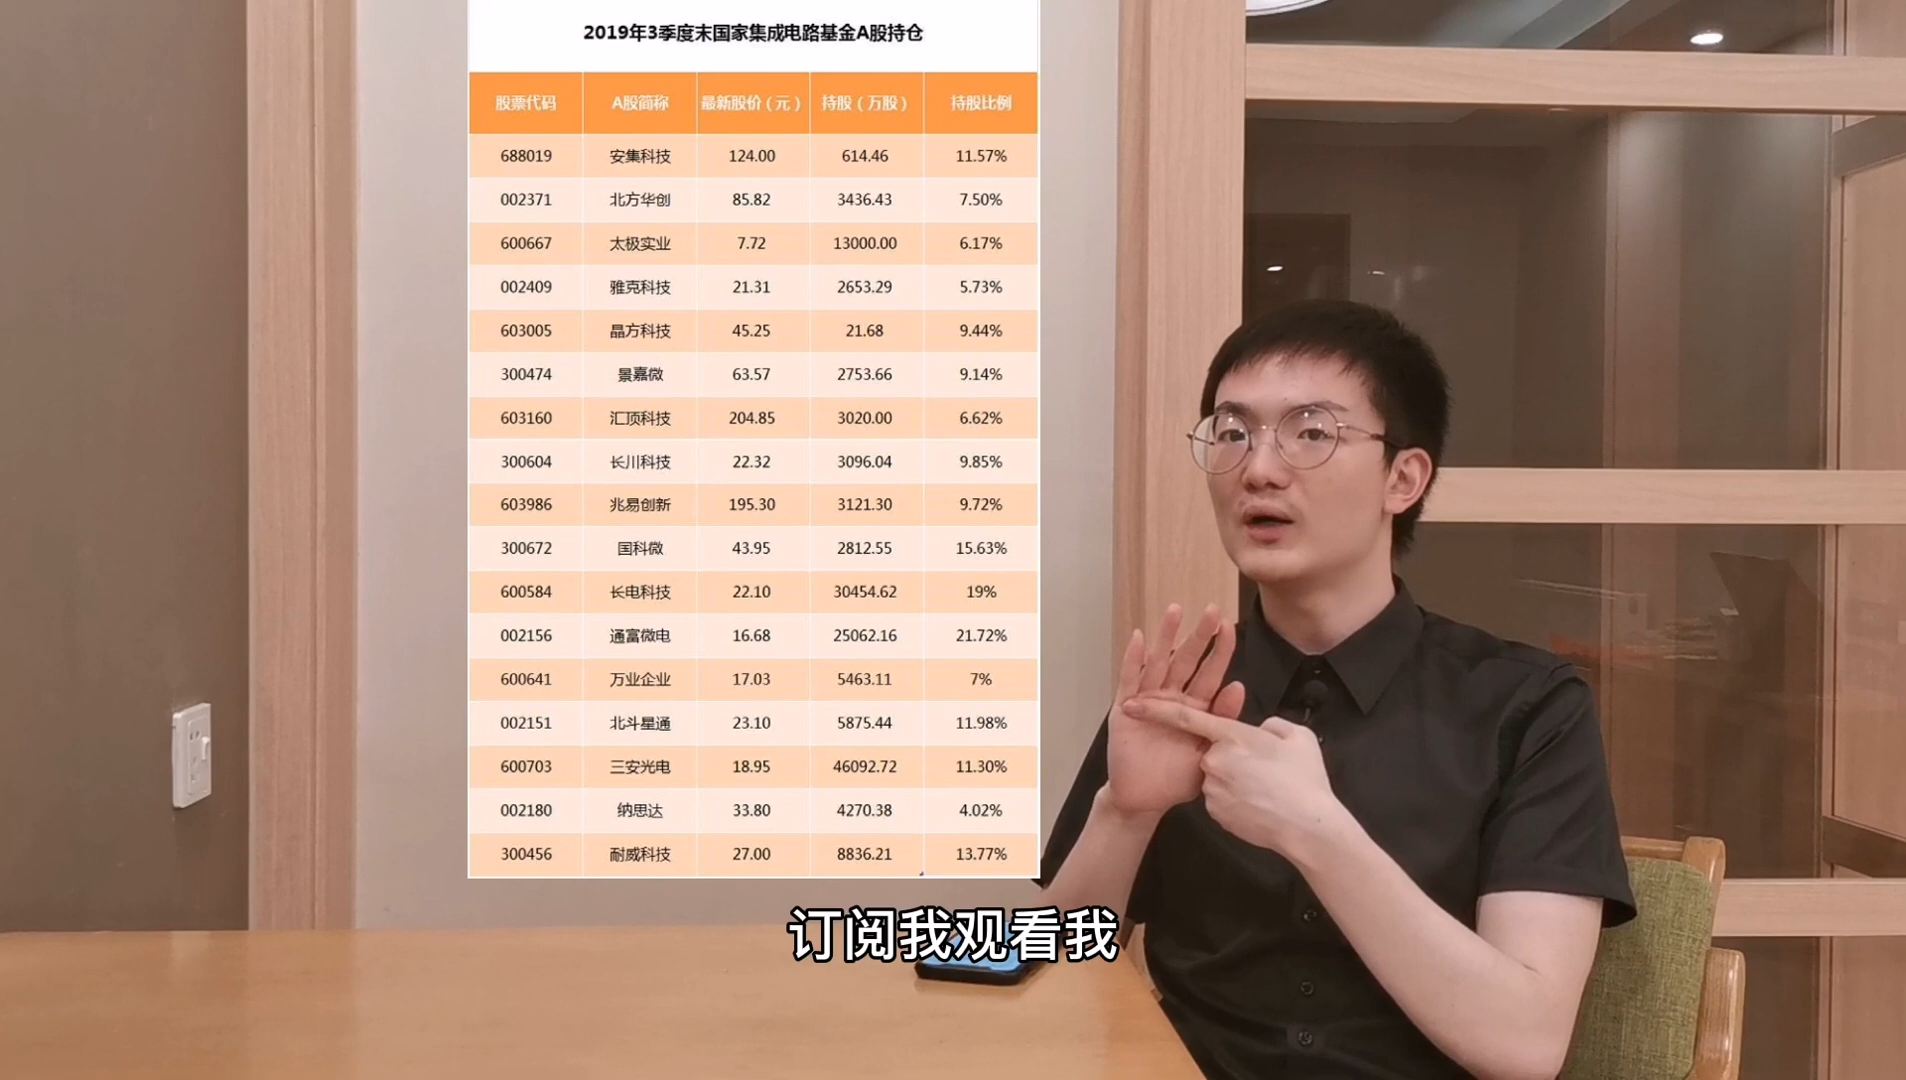 2019年3季度末国家集成电路基金A股持仓
股票代码 A股简称 最新股价（元） 持股（万股） 持股比例
688019 安集科技 124.00 614.46 11.57%
002371 北方华创 85.82 3436.43 7.50%
600667 太极实业 7.72 13000.00 6.17%
002409 雅克科技 21.31 2653.29 5.73%
603005 晶方科技 45.25 21.68 9.44%
300474 景嘉微 63.57 2753.66 9.14%
603160 汇顶科技 204.85 3020.00 6.62%
300604 长川科技 22.32 3096.04 9.85%
603986 兆易创新 195.30 3121.30 9.72%
300672 国科微 43.95 2812.55 15.63%
600584 长电科技 22.10 30454.62 19%
002156 通富微电 16.68 25062.16 21.72%
600641 万业企业 17.03 5463.11 7%
002151 北斗星通 23.10 5875.44 11.98%
600703 三安光电 18.95 46092.72 11.30%
002180 纳思达 33.80 4270.38 4.02%
300456 耐威科技 27.00 8836.21 13.77%
订阅我观看我